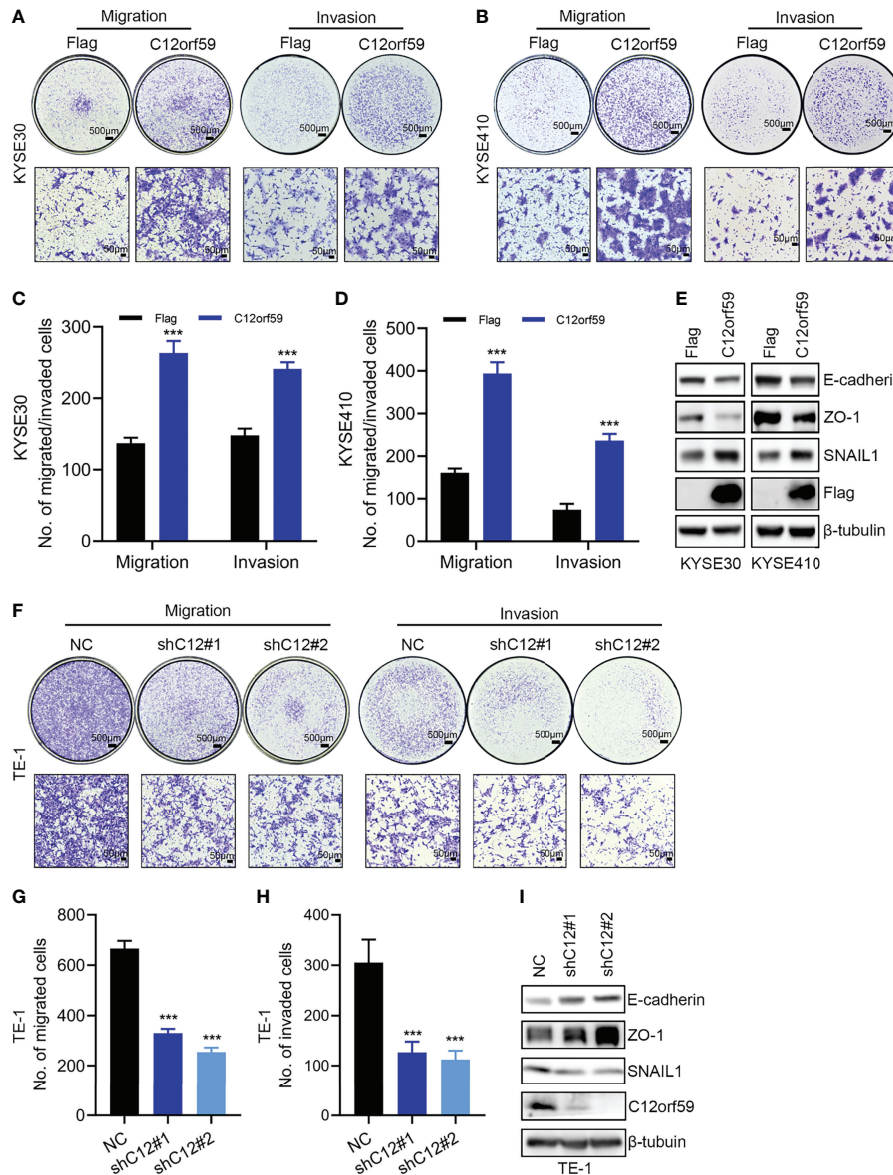 A
Migration
Invasion
Flag
C12orf59
Flag
C12orf59
KYSE30
500μm
500μm
500μm
500μm
50μm
50μm
50μm
50μm
B
Migration
Invasion
Flag
C12orf59
Flag
C12orf59
KYSE410
500μm
500μm
500μm
500μm
50μm
50μm
50μm
50μm
C
Flag
C12orf59
KYSE30
No. of migrated/invaded cells
300
200
100
0
***
***
Migration
Invasion
D
Flag
C12orf59
KYSE410
No. of migrated/invaded cells
500
400
300
200
100
0
***
***
Migration
Invasion
E
Flag
C12orf59
Flag
C12orf59
E-cadherin
ZO-1
SNAIL1
Flag
β-tubulin
KYSE30
KYSE410
F
Migration
Invasion
NC
shC12#1
shC12#2
NC
shC12#1
shC12#2
TE-1
500μm
500μm
500μm
500μm
500μm
500μm
50μm
50μm
50μm
50μm
50μm
50μm
G
TE-1
No. of migrated cells
800
600
400
200
0
***
***
NC
shC12#1
shC12#2
H
TE-1
No. of invaded cells
400
300
200
100
0
***
***
NC
shC12#1
shC12#2
I
NC
shC12#1
shC12#2
E-cadherin
ZO-1
SNAIL1
C12orf59
β-tubuin
TE-1